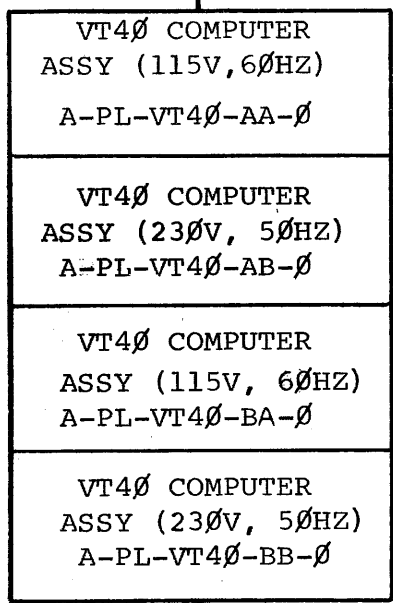 VT4Ø COMPUTER
ASSY (115V,6ØHZ)
A-PL-VT4Ø-AA-Ø
VT4Ø COMPUTER
ASSY (23ØV, 5ØHZ)
A-PL-VT4Ø-AB-Ø
VT4Ø COMPUTER
ASSY (115V, 6ØHZ)
A-PL-VT4Ø-BA-Ø
VT4Ø COMPUTER
ASSY (23ØV, 5ØHZ)
A-PL-VT4Ø-BB-Ø